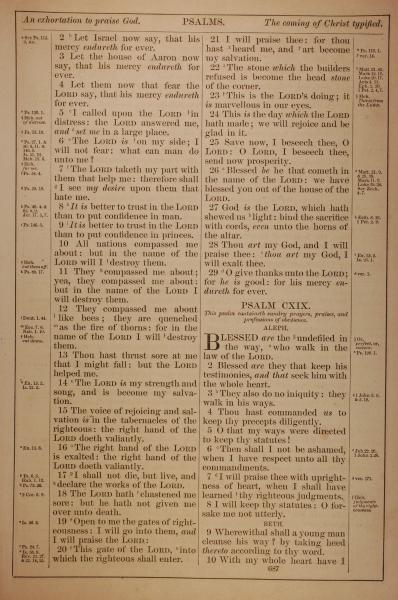 An exhortation to praise God. PSALMS. The coming of Christ typified.
2 Let Israel now say, that his
mercy endureth for ever.
3 Let the house of Aaron now
say, that his mercy endureth for
ever.
4 Let them now that fear the
LORD say, that his mercy endureth
for ever.
5 I called upon the LORD in
distress: the LORD answered me,
and set me in a large place.
6 The LORD is on my side; I
will not fear: what can man do
unto me?
7 The LORD taketh my part with
them that help me: therefore shall
I see my desire upon them that
hate me.
8 It is better to trust in the LORD
than to put confidence in man.
9 It is better to trust in the LORD
than to put confidence in princes.
10 All nations compassed me
about: but in the name of the
LORD will I destroy them.
11 They compassed me about;
yea, they compassed me about:
but in the name of the LORD I
will destroy them.
12 They compassed me about
like bees; they are quenched
as the fire of thorns: for in the
name of the LORD I will destroy
them.
13 Thou hast thrust sore at me
that I might fall: but the LORD
helped me.
14 The LORD is my strength and
song, and is become my salva-
tion.
15 The voice of rejoicing and sal-
vation is in the tabernacles of the
righteous: the right hand of the
LORD doeth valiantly.
16 The right hand of the LORD
is exalted: the right hand of the
LORD doeth valiantly.
17 I shall not die, but live, and
declare the works of the LORD.
18 The LORD hath chastened me
sore: but he hath not given me
over unto death.
19 Open to me the gates of right-
eousness: I will go into them, and
I will praise the LORD:
20 This gate of the LORD, into
which the righteous shall enter.
21 I will praise thee: for thou
hast heard me, and art become
my salvation.
22 The stone which the builders
refused is become the head stone
of the corner.
23 This is the LORD'S doing; it
is marvellous in our eyes.
24 This is the day which the LORD
hath made; we will rejoice and be
glad in it.
25 Save now, I beseech thee, O
LORD: O LORD, I beseech thee,
send now prosperity.
26 Blessed be he that cometh in
the name of the LORD: we have
blessed you out of the house of the
LORD.
27 God is the LORD, which hath
shewed us light: bind the sacrifice
with cords, even unto the horns of
the altar.
28 Thou art my God, and I will
praise thee: thou art my God, I
will exalt thee.
29 O give thanks unto the LORD;
for he is good: for his mercy en-
dureth for ever.
PSALM CXIX.
This psalm containeth sundry prayers, praises, and
professions of obedience.
ALEPH.
BLESSED are the undefiled in
the way, who walk in the
law of the LORD.
2 Blessed are they that keep his
testimonies, and that seek him with
the whole heart.
3 They also do no iniquity: they
walk in his ways.
4 Thou hast commanded us to
keep thy precepts diligently.
5 O that my ways were directed
to keep thy statutes!
6 Then shall I not be ashamed,
when I have respect unto all thy
commandments.
7 I will praise thee with upright-
ness of heart, when I shall have
learned thy righteous judgments.
8 I will keep thy statutes: O for-
sake me not utterly.
BETH.
9 Wherewithal shall a young man
cleanse his way? by taking heed
thereto according to thy word.
10 With my whole heart have I
687